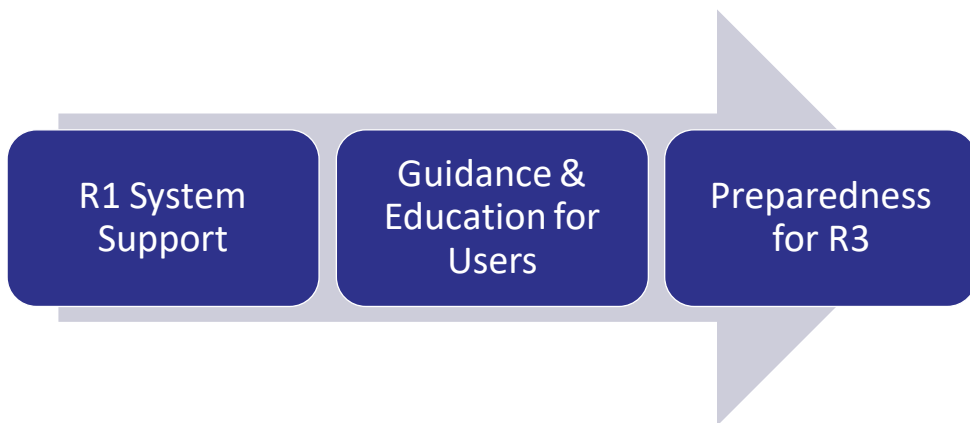 R1 System
Support
Guidance &
Education for
Users
Preparedness
for R3